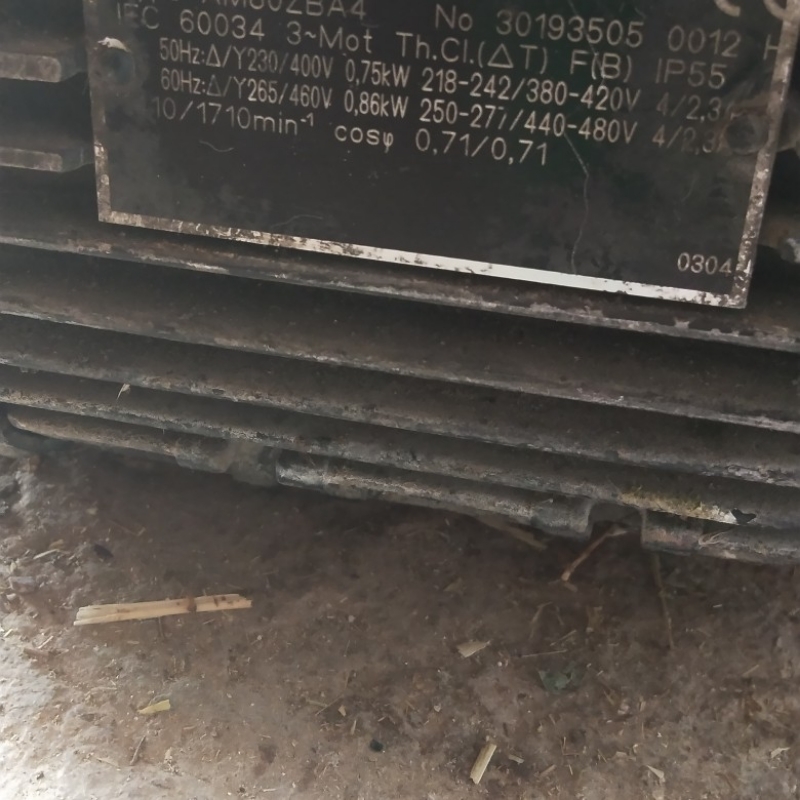 No 30193505 0012 H
IEC 60034 3~Mot Th.Cl.(ΔT) F(B) IP55
50Hz:Δ/Y230/400V 0,75kW 218-242/380-420V 4/2,3
60Hz:Δ/Y265/460V 0,86kW 250-277/440-480V 4/2,3
10/1710min⁻¹ cosφ 0,71/0,71
0304